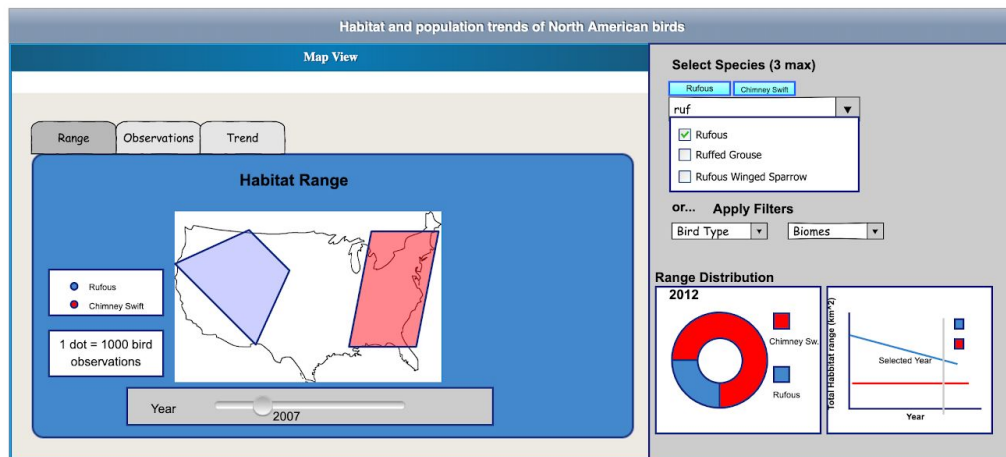 Habitat and population trends of North American birds
Map View
Range
Observations
Trend
Habitat Range
Rufous
Chimney Swift
1 dot = 1000 bird
observations
Year
2007
Select Species (3 max)
Rufous
Chimney Swift
ruf
Rufous
Ruffed Grouse
Rufous Winged Sparrow
or... Apply Filters
Bird Type
Biomes
Range Distribution
2012
Chimney Sw.
Rufous
Total Habbitat range (km^2)
Selected Year
Year